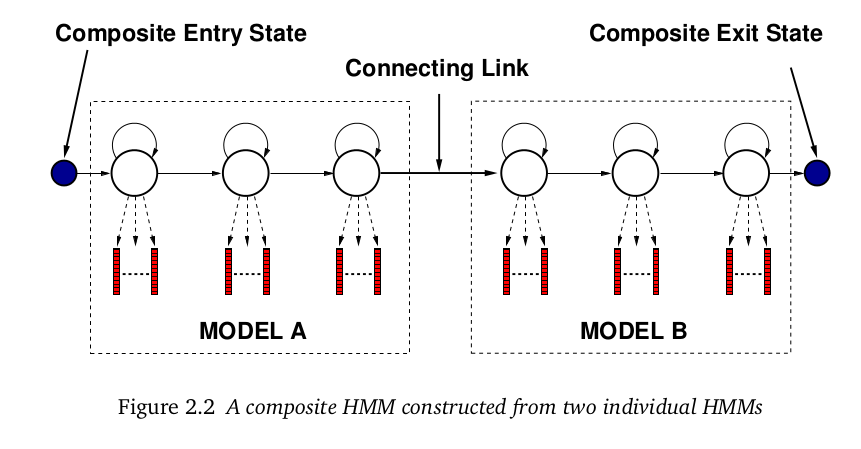 Composite Entry State
Composite Exit State
Connecting Link
MODEL A
MODEL B
Figure 2.2 A composite HMM constructed from two individual HMMs